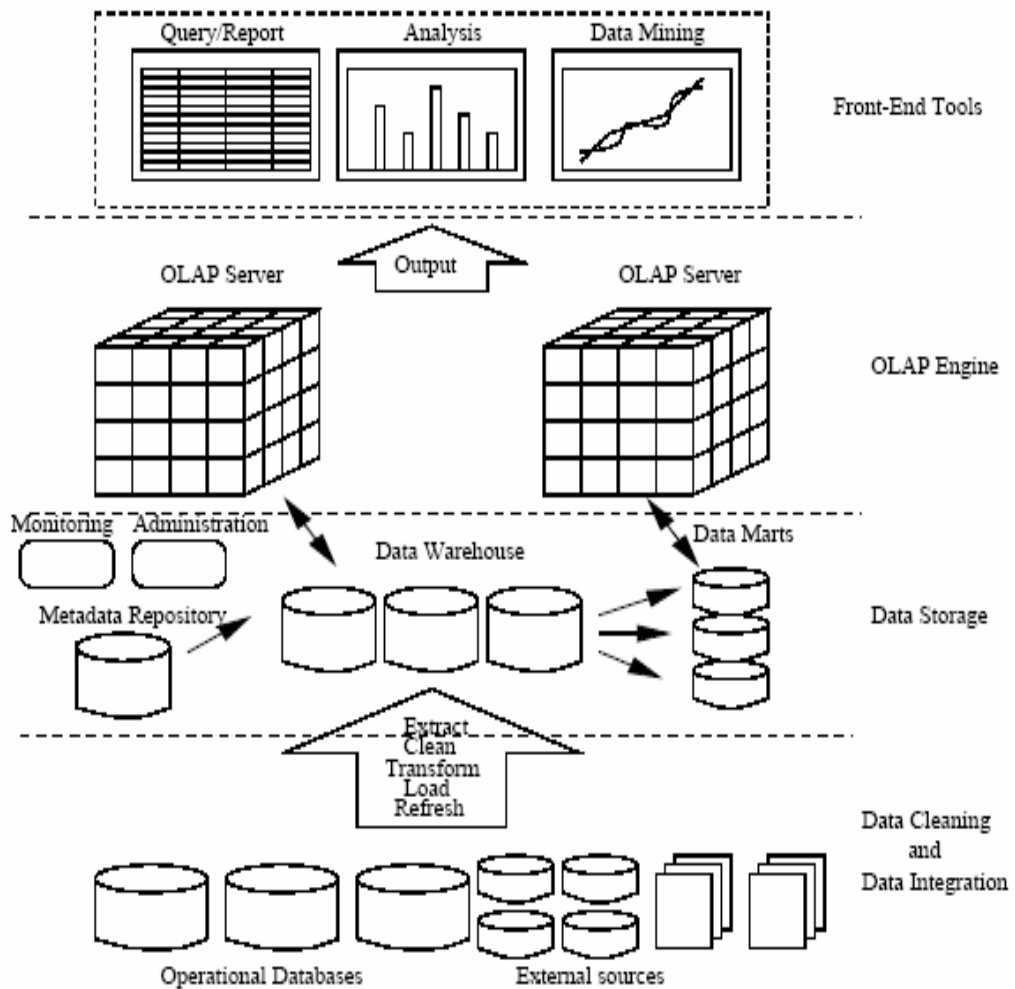 Query/Report
Analysis
Data Mining
Front-End Tools
Output
OLAP Server
OLAP Server
OLAP Engine
Monitoring
Administration
Data Warehouse
Data Marts
Metadata Repository
Data Storage
Extract
Clean
Transform
Load
Refresh
Data Cleaning
and
Data Integration
Operational Databases
External sources